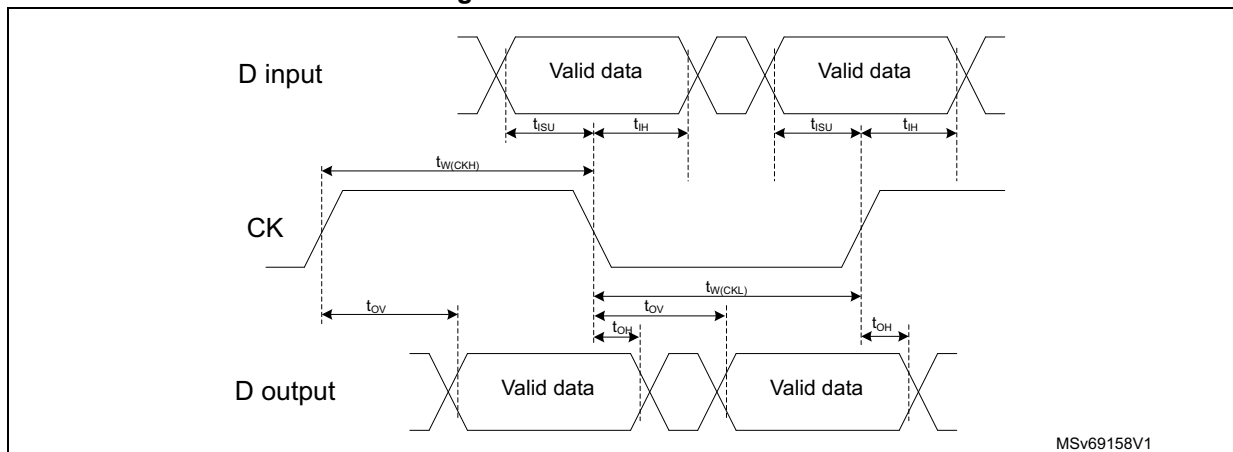 D input
Valid data
Valid data
tISU
tIH
tISU
tIH
tW(CKH)
CK
tW(CKL)
tOV
tOV
tOH
tOH
D output
Valid data
Valid data
MSv69158V1